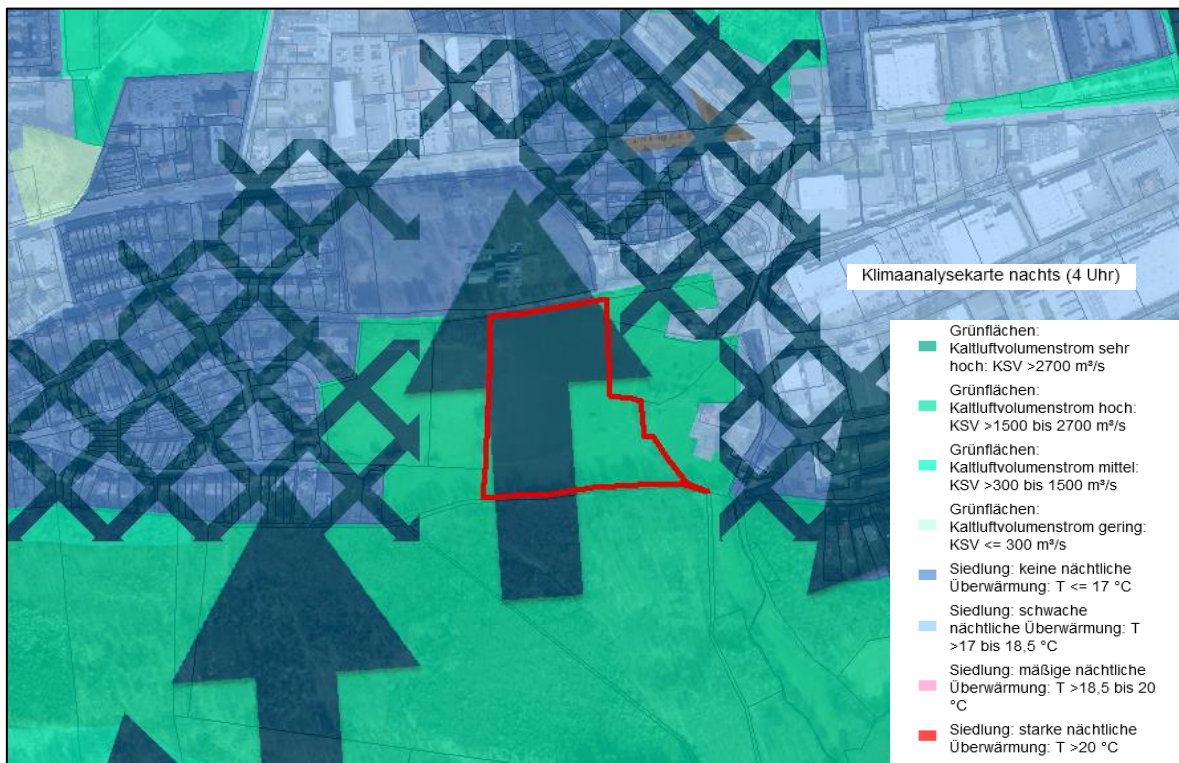 Klimaanalysekarte nachts (4 Uhr)
Grünflächen:
Kaltluftvolumenstrom sehr
hoch: KSV >2700 m³/s
Grünflächen:
Kaltluftvolumenstrom hoch:
KSV >1500 bis 2700 m³/s
Grünflächen:
Kaltluftvolumenstrom mittel:
KSV >300 bis 1500 m³/s
Grünflächen:
Kaltluftvolumenstrom gering:
KSV <= 300 m³/s
Siedlung: keine nächtliche
Überwärmung: T <= 17 °C
Siedlung: schwache
nächtliche Überwärmung: T
>17 bis 18,5 °C
Siedlung: mäßige nächtliche
Überwärmung: T >18,5 bis 20
°C
Siedlung: starke nächtliche
Überwärmung: T >20 °C